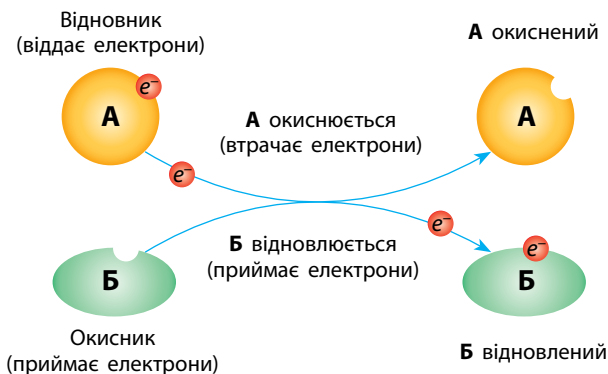 Відновник
(віддає електрони)
А окиснений
e⁻
А
А
А окиснюється
(втрачає електрони)
e⁻
e⁻
Б відновлюється
(приймає електрони)
e⁻
Б
Б
Окисник
(приймає електрони)
Б відновлений